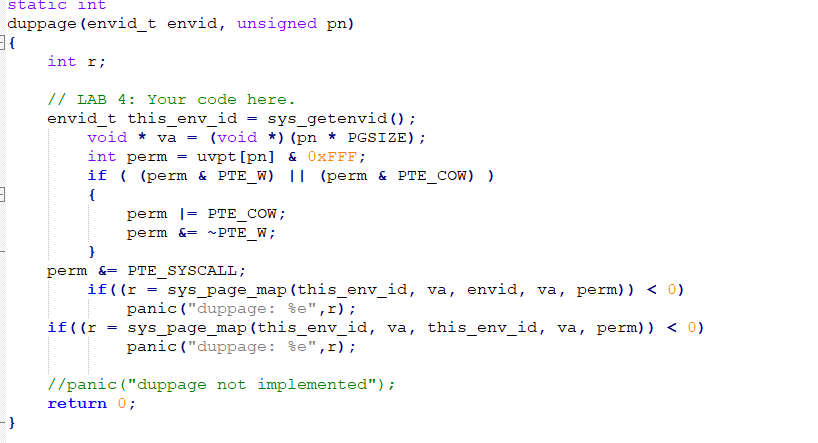 static int
duppage(envid_t envid, unsigned pn)
{
    int r;

    // LAB 4: Your code here.
    envid_t this_env_id = sys_getenvid();
        void * va = (void *)(pn * PGSIZE);
        int perm = uvpt[pn] & 0xFFF;
        if ( (perm & PTE_W) || (perm & PTE_COW) )
        {
            perm |= PTE_COW;
            perm &= ~PTE_W;
        }
    perm &= PTE_SYSCALL;
        if((r = sys_page_map(this_env_id, va, envid, va, perm)) < 0)
            panic("duppage: %e",r);
    if((r = sys_page_map(this_env_id, va, this_env_id, va, perm)) < 0)
            panic("duppage: %e",r);

    //panic("duppage not implemented");
    return 0;
}